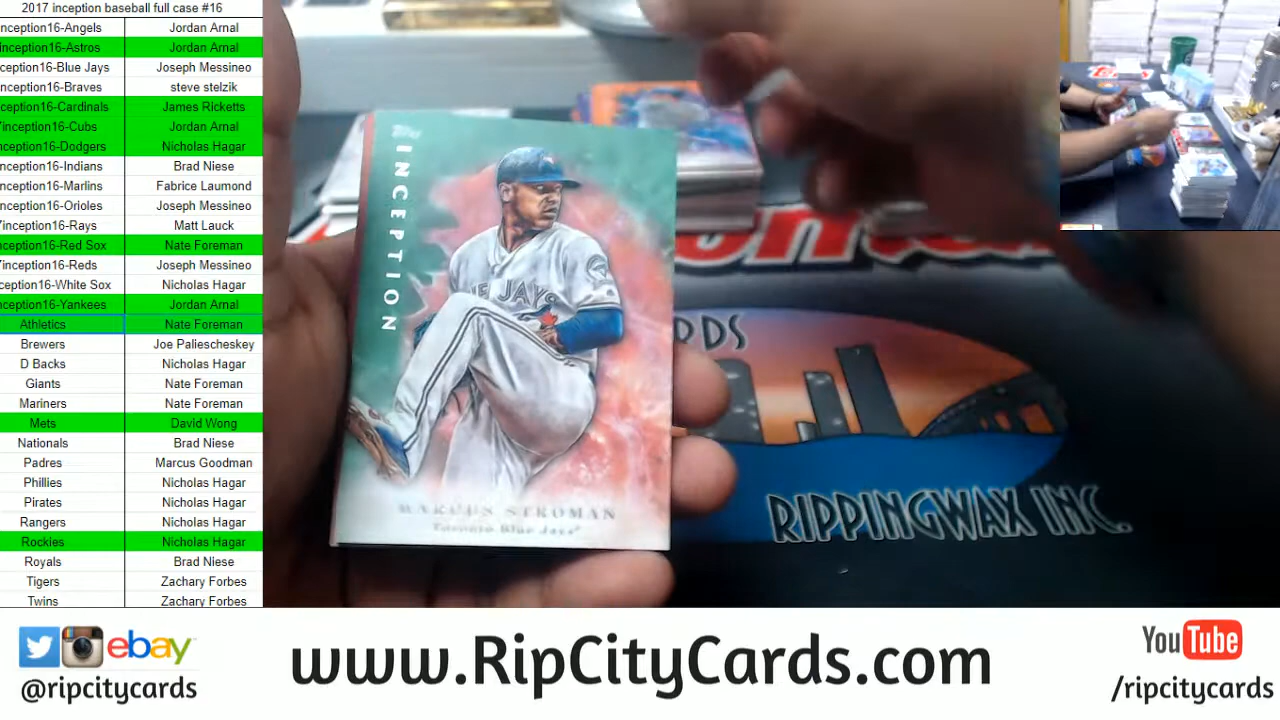 2017 inception baseball full case #16
nception16-Angels Jordan Arnal
nception16-Astros Jordan Arnal
ception16-Blue Jays Joseph Messineo
nception16-Braves steve stelzik
ception16-Cardinals James Ricketts
inception16-Cubs Jordan Arnal
nception16-Dodgers Nicholas Hagar
nception16-Indians Brad Niese
nception16-Marlins Fabrice Laumond
nception16-Orioles Joseph Messineo
inception16-Rays Matt Lauck
nception16-Red Sox Nate Foreman
inception16-Reds Joseph Messineo
ception16-White Sox Nicholas Hagar
nception16-Yankees Jordan Arnal
Athletics Nate Foreman
Brewers Joe Paliescheskey
D Backs Nicholas Hagar
Giants Nate Foreman
Mariners Nate Foreman
Mets David Wong
Nationals Brad Niese
Padres Marcus Goodman
Phillies Nicholas Hagar
Pirates Nicholas Hagar
Rangers Nicholas Hagar
Rockies Nicholas Hagar
Royals Brad Niese
Tigers Zachary Forbes
Twins Zachary Forbes
Topps
INCEPTION
UE JAYS
MARCUS STROMAN
Toronto Blue Jays
RDS
RIPPINGWAX INC.
ebay
@ripcitycards
www.RipCityCards.com
YouTube
/ripcitycards